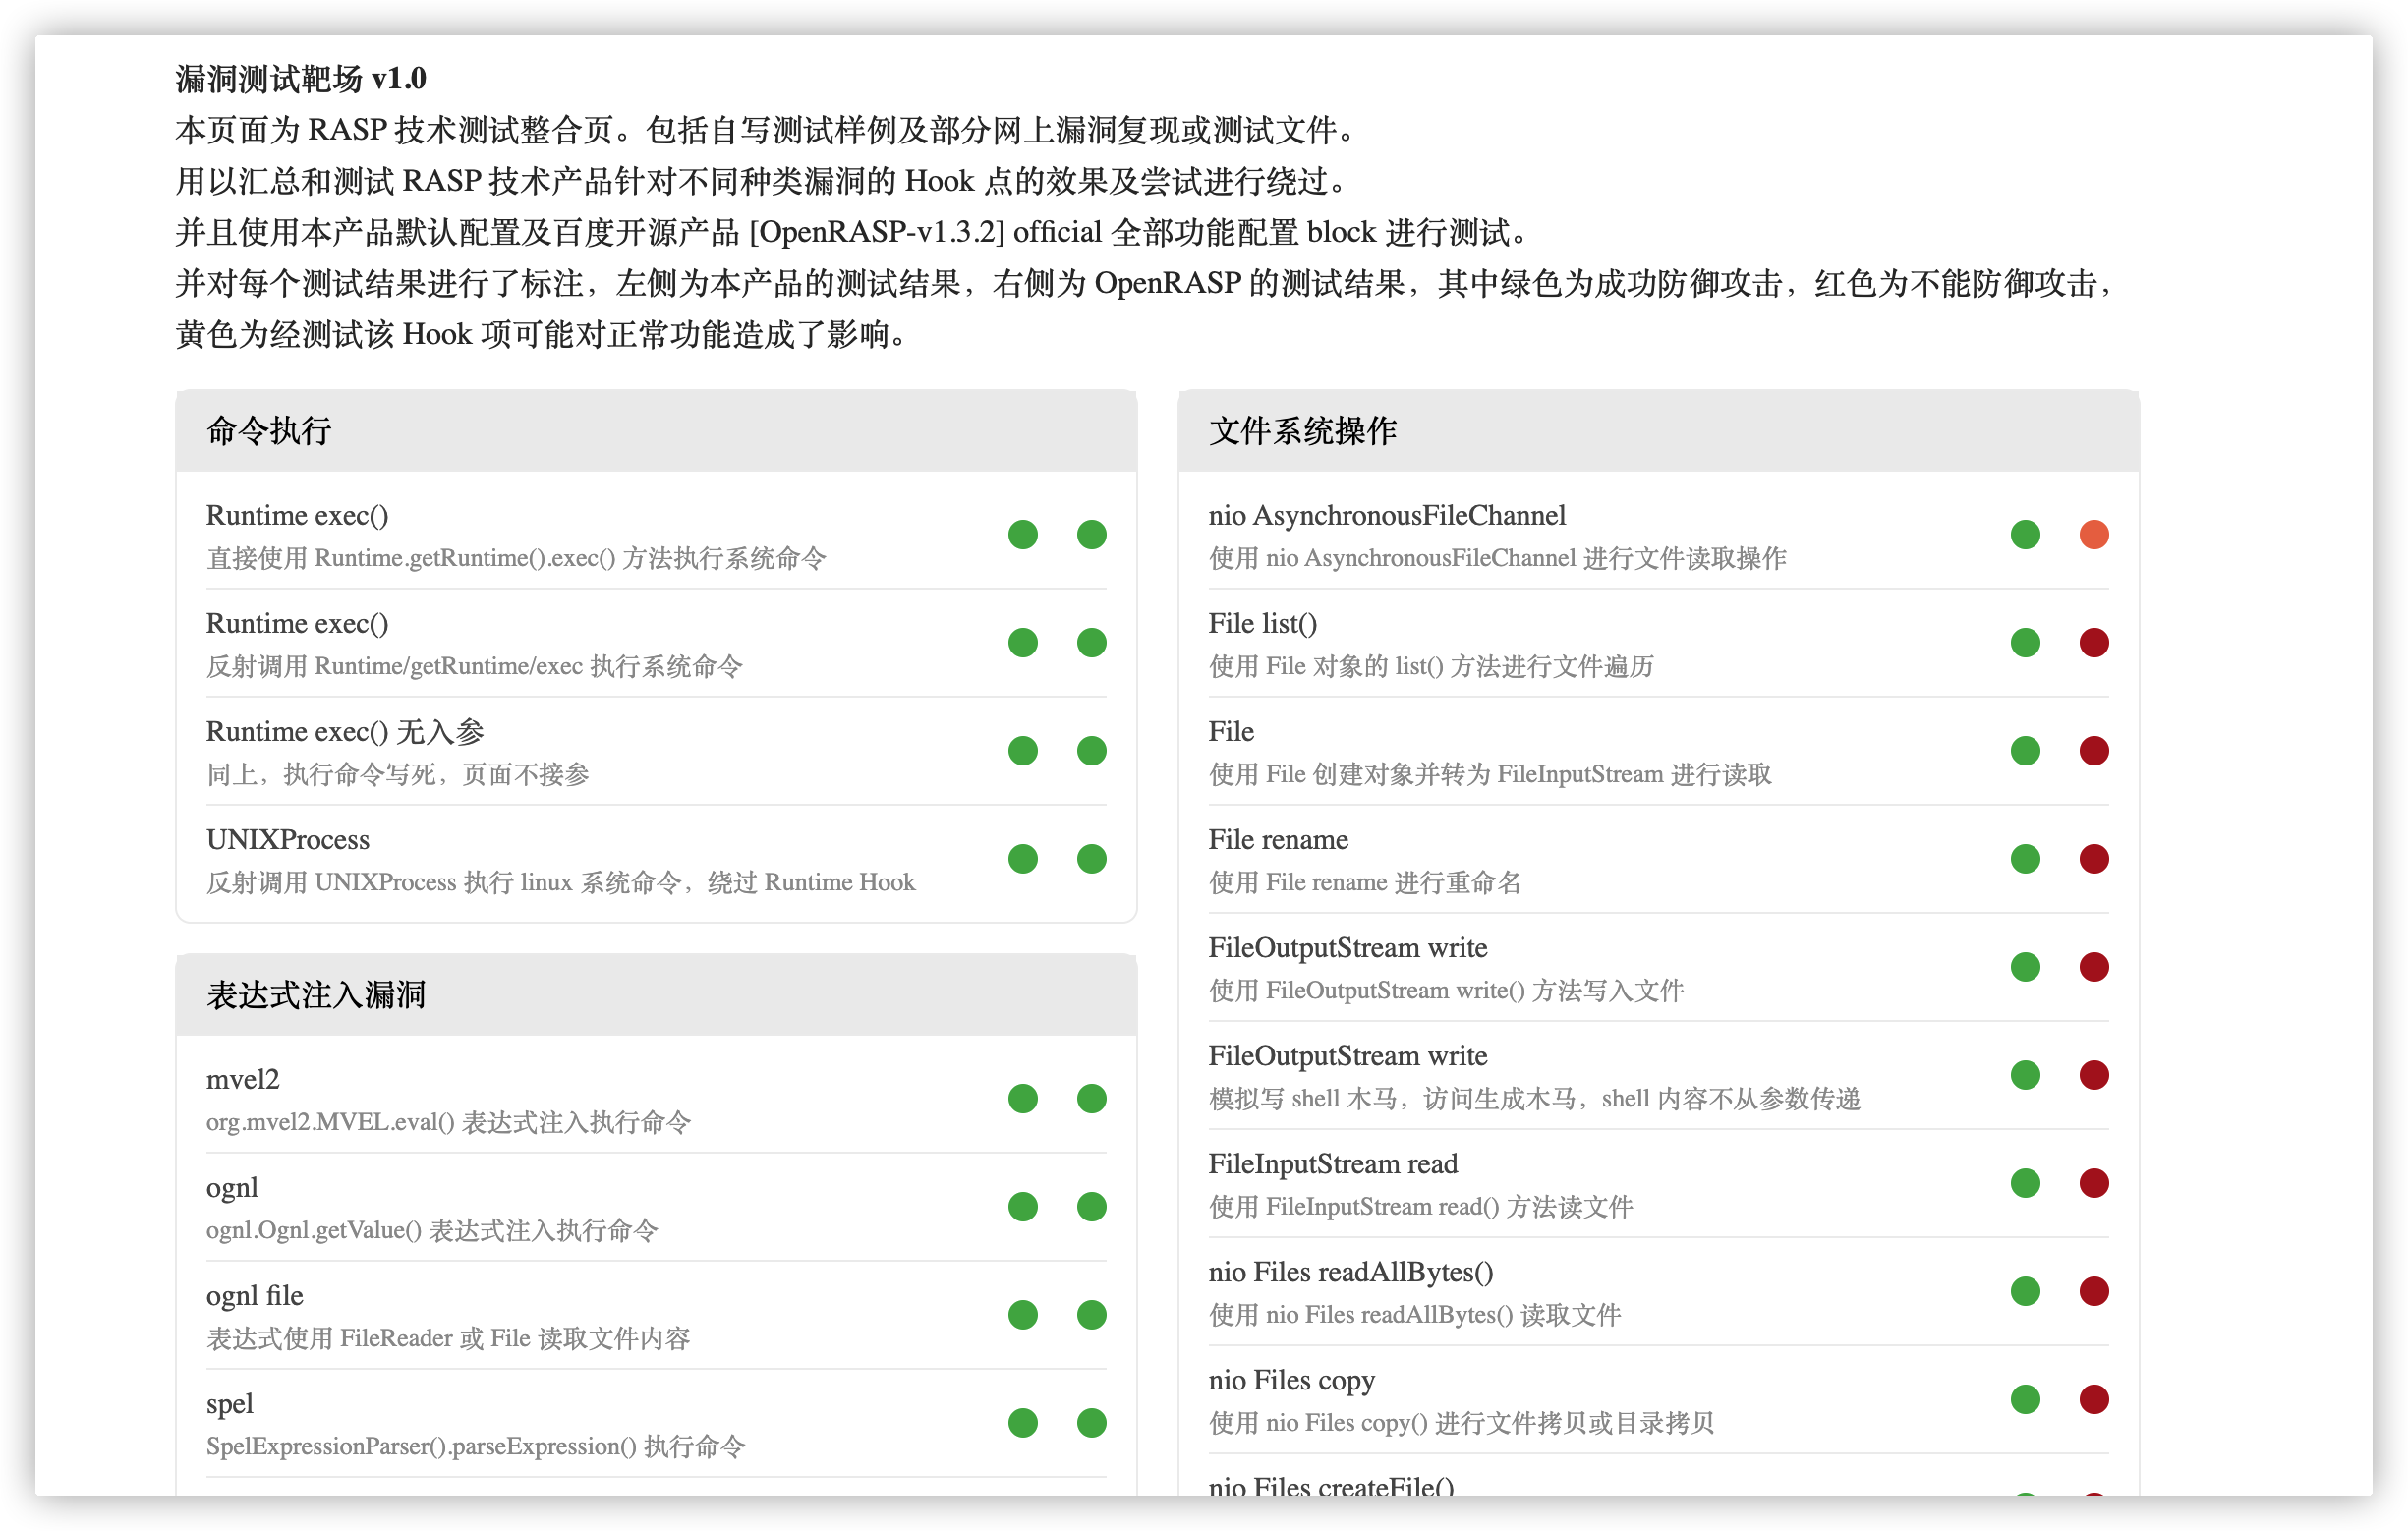 漏洞测试靶场 v1.0
本页面为 RASP 技术测试整合页。包括自写测试样例及部分网上漏洞复现或测试文件。
用以汇总和测试 RASP 技术产品针对不同种类漏洞的 Hook 点的效果及尝试进行绕过。
并且使用本产品默认配置及百度开源产品 [OpenRASP-v1.3.2] official 全部功能配置 block 进行测试。
并对每个测试结果进行了标注，左侧为本产品的测试结果，右侧为 OpenRASP 的测试结果，其中绿色为成功防御攻击，红色为不能防御攻击，
黄色为经测试该 Hook 项可能对正常功能造成了影响。
命令执行
Runtime exec()
直接使用 Runtime.getRuntime().exec() 方法执行系统命令
Runtime exec()
反射调用 Runtime/getRuntime/exec 执行系统命令
Runtime exec() 无入参
同上，执行命令写死，页面不接参
UNIXProcess
反射调用 UNIXProcess 执行 linux 系统命令，绕过 Runtime Hook
表达式注入漏洞
mvel2
org.mvel2.MVEL.eval() 表达式注入执行命令
ognl
ognl.Ognl.getValue() 表达式注入执行命令
ognl file
表达式使用 FileReader 或 File 读取文件内容
spel
SpelExpressionParser().parseExpression() 执行命令
文件系统操作
nio AsynchronousFileChannel
使用 nio AsynchronousFileChannel 进行文件读取操作
File list()
使用 File 对象的 list() 方法进行文件遍历
File
使用 File 创建对象并转为 FileInputStream 进行读取
File rename
使用 File rename 进行重命名
FileOutputStream write
使用 FileOutputStream write() 方法写入文件
FileOutputStream write
模拟写 shell 木马，访问生成木马，shell 内容不从参数传递
FileInputStream read
使用 FileInputStream read() 方法读文件
nio Files readAllBytes()
使用 nio Files readAllBytes() 读取文件
nio Files copy
使用 nio Files copy() 进行文件拷贝或目录拷贝
nio Files createFile()